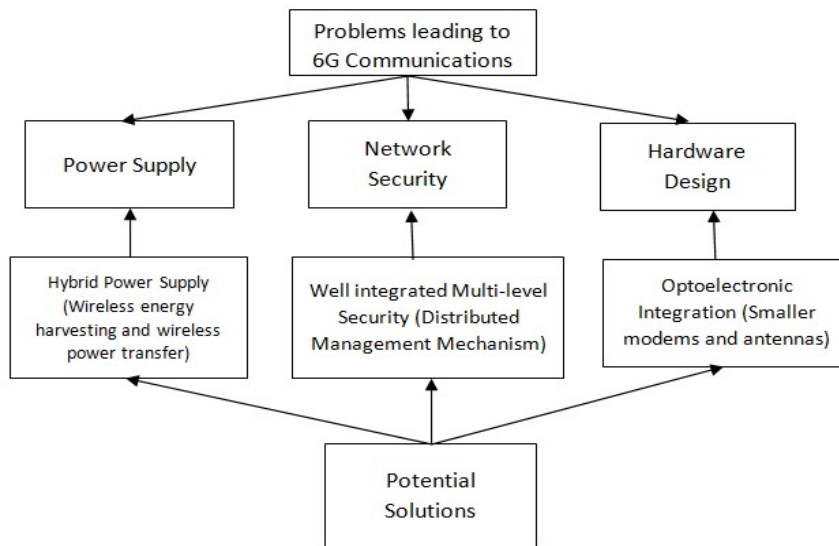 Problems leading to
6G Communications
Power Supply
Network
Security
Hardware
Design
Hybrid Power Supply
(Wireless energy
harvesting and wireless
power transfer)
Well integrated Multi-level
Security (Distributed
Management Mechanism)
Optoelectronic
Integration (Smaller
modems and antennas)
Potential
Solutions